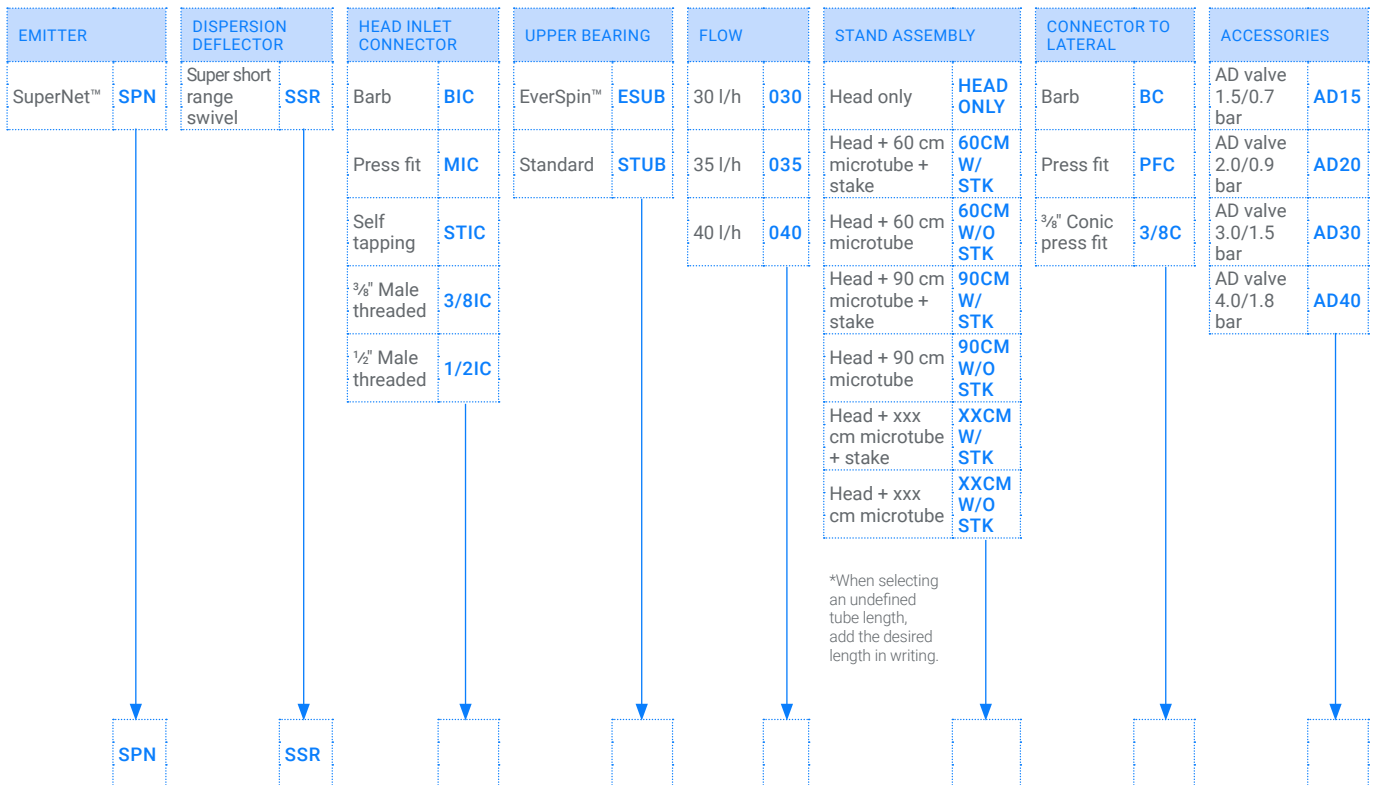 EMITTER
SuperNet™
SPN
DISPERSION
DEFLECTOR
Super short
range
swivel
SSR
HEAD INLET
CONNECTOR
Barb
BIC
Press fit
MIC
Self
tapping
STIC
⅜" Male
threaded
3/8IC
½" Male
threaded
1/2IC
UPPER BEARING
EverSpin™
ESUB
Standard
STUB
FLOW
30 l/h
030
35 l/h
035
40 l/h
040
STAND ASSEMBLY
Head only
HEAD
ONLY
Head + 60 cm
microtube +
stake
60CM
W/
STK
Head + 60 cm
microtube
60CM
W/O
STK
Head + 90 cm
microtube +
stake
90CM
W/
STK
Head + 90 cm
microtube
90CM
W/O
STK
Head + xxx
cm microtube
+ stake
XXCM
W/
STK
Head + xxx
cm microtube
XXCM
W/O
STK
*When selecting
an undefined
tube length,
add the desired
length in writing.
CONNECTOR TO
LATERAL
Barb
BC
Press fit
PFC
⅜" Conic
press fit
3/8C
ACCESSORIES
AD valve
1.5/0.7
bar
AD15
AD valve
2.0/0.9
bar
AD20
AD valve
3.0/1.5
bar
AD30
AD valve
4.0/1.8
bar
AD40
SPN
SSR